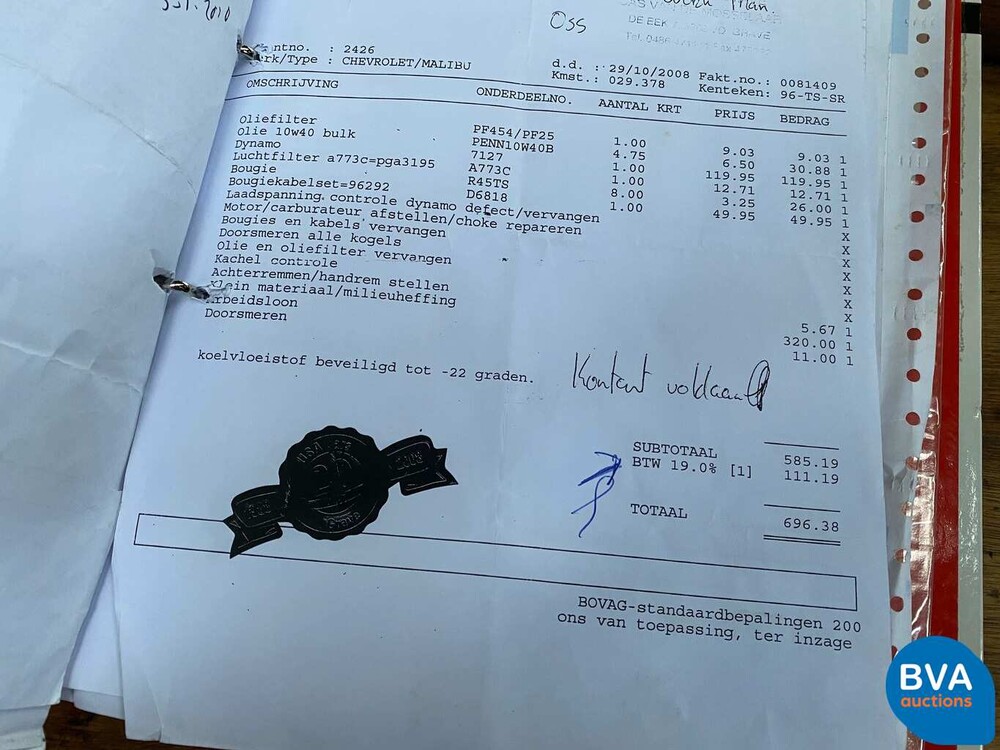 Oss
ntno. : 2426
erk/Type : CHEVROLET/MALIBU
d.d. : 29/10/2008 Fakt.no.: 0081409
Kmst.: 029.378 Kenteken: 96-TS-SR
OMSCHRIJVING ONDERDEELNO. AANTAL KRT PRIJS BEDRAG
Oliefilter PF454/PF25 1.00 9.03 9.03 1
Olie 10w40 bulk PENN10W40B 4.75 6.50 30.88 1
Dynamo 7127 1.00 119.95 119.95 1
Luchtfilter a773c=pga3195 A773C 1.00 12.71 12.71 1
Bougie R45TS 8.00 3.25 26.00 1
Bougiekabelset=96292 D6818 1.00 49.95 49.95 1
Laadspanning controle dynamo defect/vervangen X
Motor/carburateur afstellen/choke repareren X
Bougies en kabels vervangen X
Doorsmeren alle kogels X
Olie en oliefilter vervangen X
Kachel controle X
Achterremmen/handrem stellen X
Klein materiaal/milieuheffing 5.67 1
Arbeidsloon 320.00 1
Doorsmeren 11.00 1
koelvloeistof beveiligd tot -22 graden.
Kontant voldaan
SUBTOTAAL 585.19
BTW 19.0% [1] 111.19
TOTAAL 696.38
BOVAG-standaardbepalingen 200
ons van toepassing, ter inzage
BVA
auctions